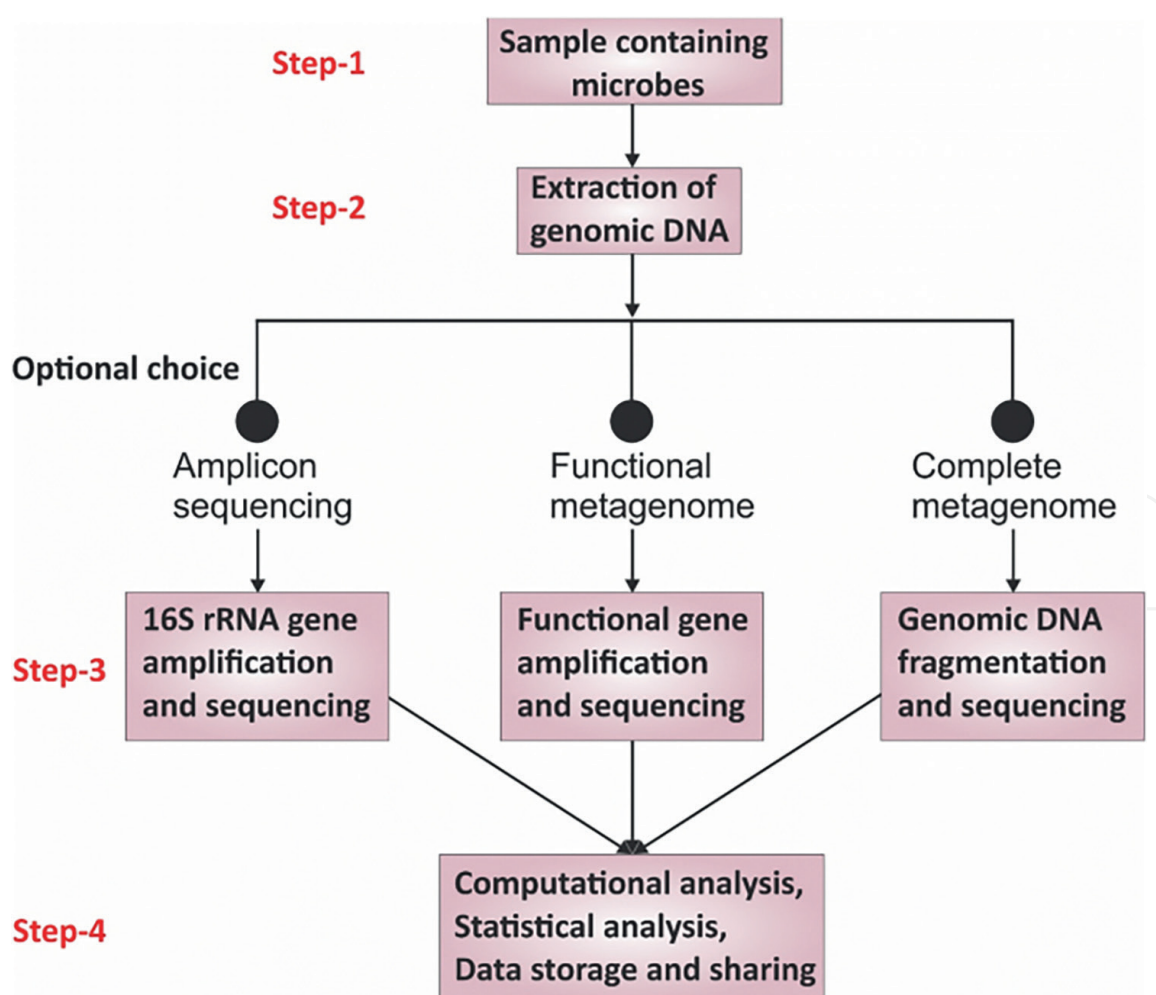 Step-1
Sample containing
microbes
Step-2
Extraction of
genomic DNA
Optional choice
Amplicon
sequencing
Functional
metagenome
Complete
metagenome
Step-3
16S rRNA gene
amplification
and sequencing
Functional gene
amplification
and sequencing
Genomic DNA
fragmentation
and sequencing
Step-4
Computational analysis,
Statistical analysis,
Data storage and sharing